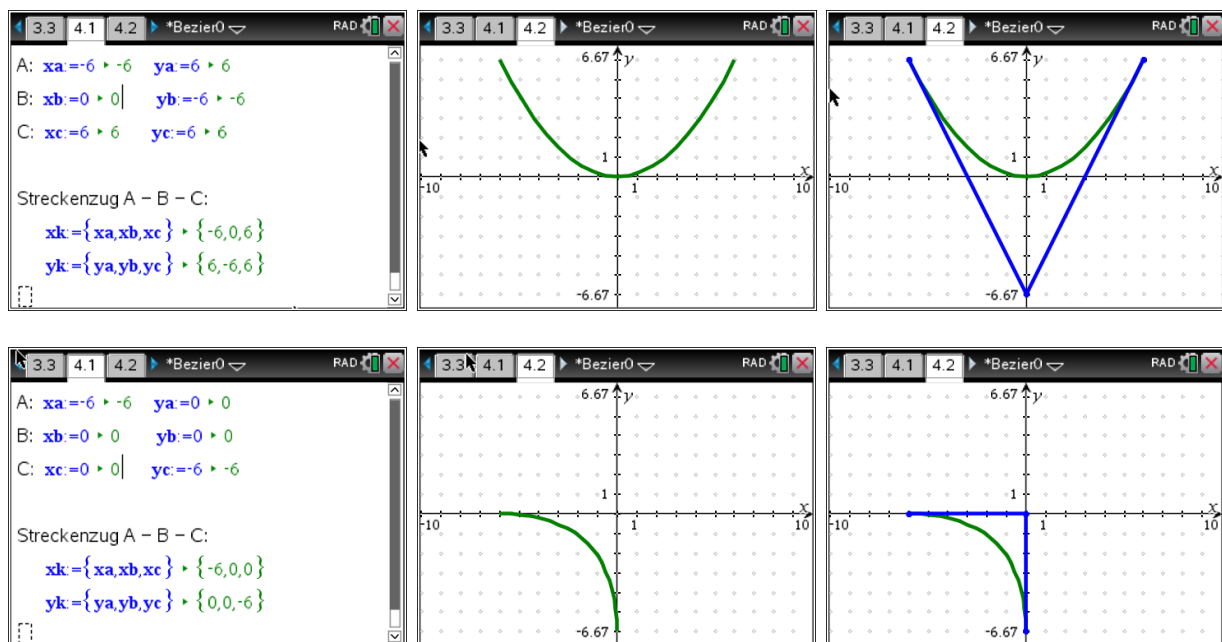 3.3 4.1 4.2 *Bezier0 RAD
A: xa:=-6 ▸ -6 ya:=6 ▸ 6
B: xb:=0 ▸ 0 yb:=-6 ▸ -6
C: xc:=6 ▸ 6 yc:=6 ▸ 6
Streckenzug A – B – C:
xk:={xa,xb,xc} ▸ {-6,0,6}
yk:={ya,yb,yc} ▸ {6,-6,6}
3.3 4.1 4.2 *Bezier0 RAD
6.67 y
1
x
-10 1 10
-6.67
3.3 4.1 4.2 *Bezier0 RAD
6.67 y
1
x
-10 1 10
-6.67
3.3 4.1 4.2 *Bezier0 RAD
A: xa:=-6 ▸ -6 ya:=0 ▸ 0
B: xb:=0 ▸ 0 yb:=0 ▸ 0
C: xc:=0 ▸ 0 yc:=-6 ▸ -6
Streckenzug A – B – C:
xk:={xa,xb,xc} ▸ {-6,0,0}
yk:={ya,yb,yc} ▸ {0,0,-6}
3.3 4.1 4.2 *Bezier0 RAD
6.67 y
1
x
-10 1 10
-6.67
3.3 4.1 4.2 *Bezier0 RAD
6.67 y
1
x
-10 1 10
-6.67